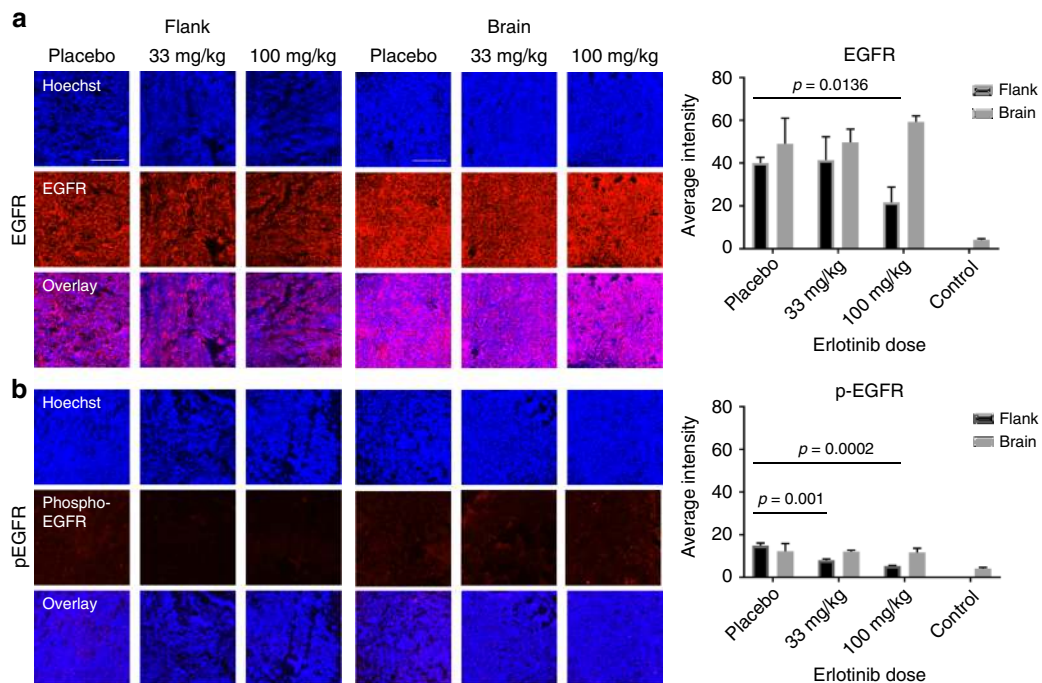 a
Flank
Brain
Placebo
33 mg/kg
100 mg/kg
Placebo
33 mg/kg
100 mg/kg
EGFR
Hoechst
EGFR
Overlay
EGFR
p = 0.0136
Flank
Brain
Average intensity
80
60
40
20
0
Placebo
33 mg/kg
100 mg/kg
Control
Erlotinib dose
b
pEGFR
Hoechst
Phospho-
EGFR
Overlay
p-EGFR
p = 0.0002
p = 0.001
Flank
Brain
Average intensity
80
60
40
20
0
Placebo
33 mg/kg
100 mg/kg
Control
Erlotinib dose